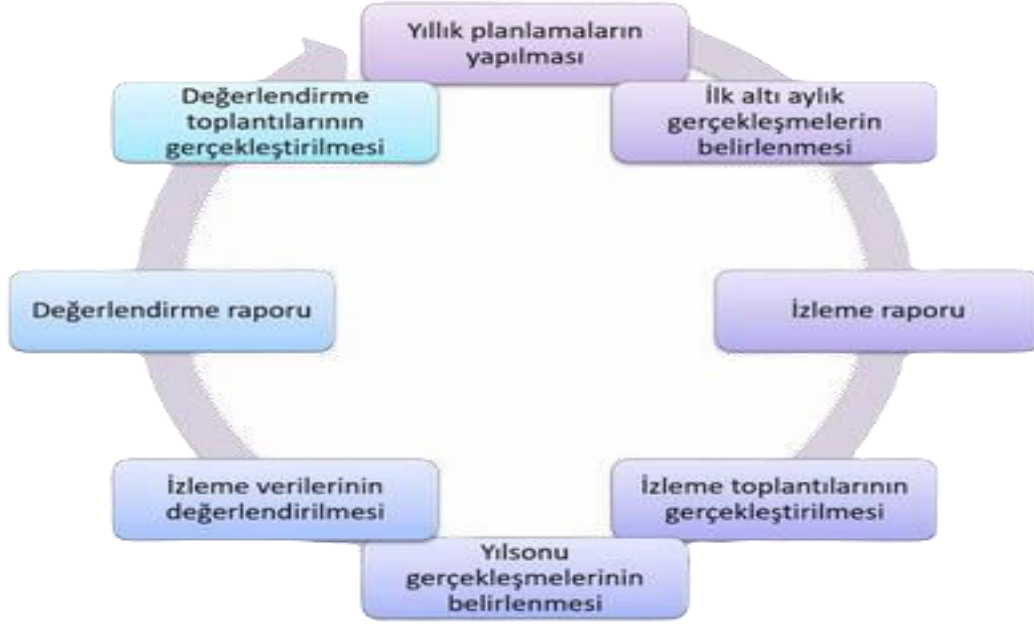 Yıllık planlamaların
yapılması
İlk altı aylık
gerçekleşmelerin
belirlenmesi
İzleme raporu
İzleme toplantılarının
gerçekleştirilmesi
Yılsonu
gerçekleşmelerinin
belirlenmesi
İzleme verilerinin
değerlendirilmesi
Değerlendirme raporu
Değerlendirme
toplantılarının
gerçekleştirilmesi